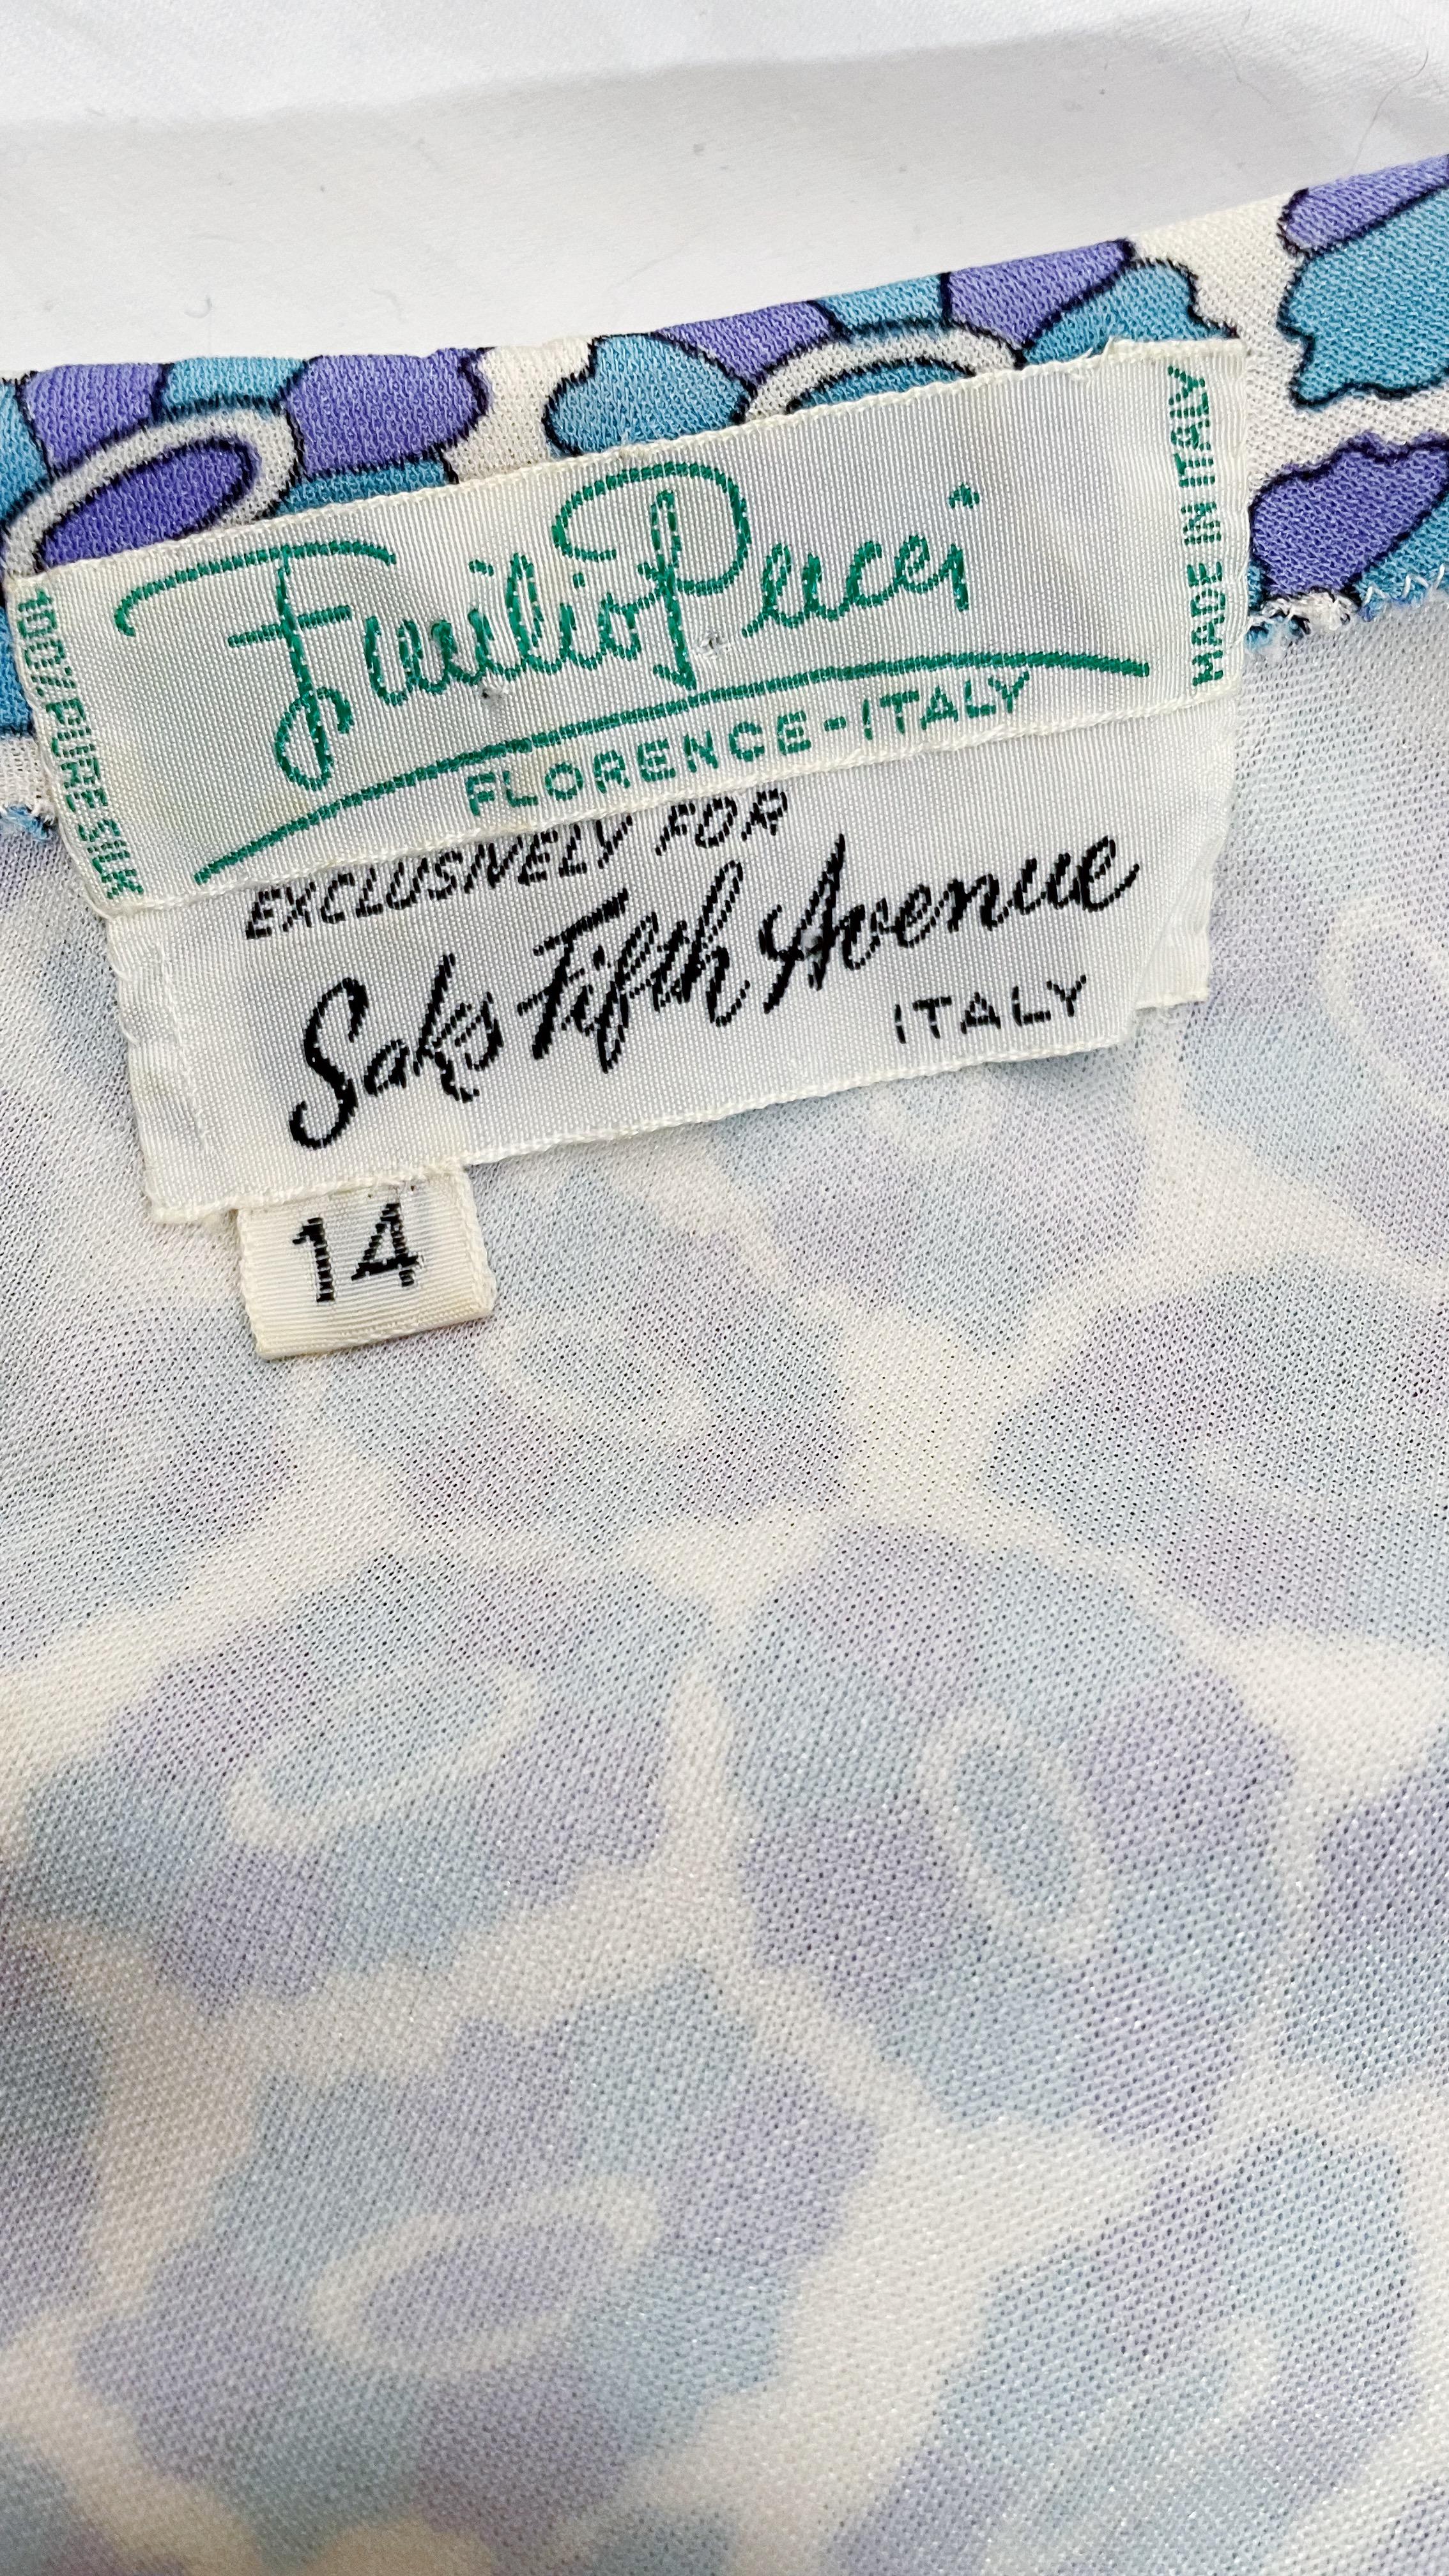 Emilio Pucci
FLORENCE-ITALY
100% PURE SILK
MADE IN ITALY
EXCLUSIVELY FOR
Saks Fifth Avenue
ITALY
14